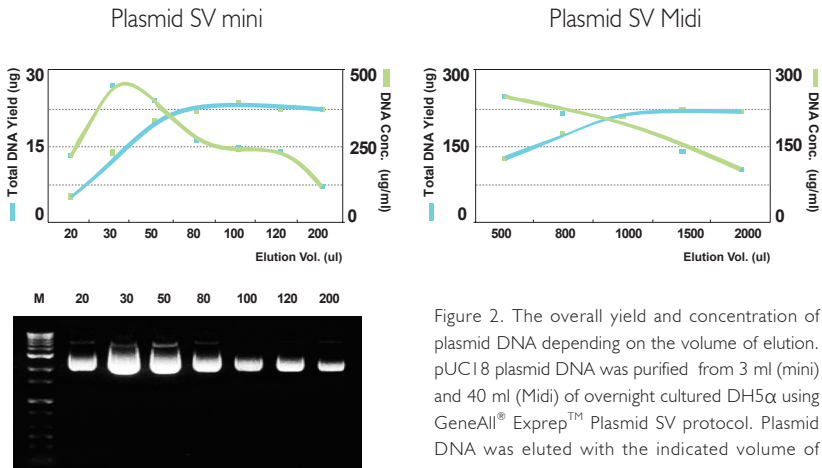 Plasmid SV mini
30
15
0
Total DNA Yield (ug)
500
250
0
DNA Conc. (ug/ml)
20 30 50 80 100 120 200
Elution Vol. (ul)
Plasmid SV Midi
300
150
0
Total DNA Yield (ug)
300
150
0
DNA Conc. (ug/ml)
500 800 1000 1500 2000
Elution Vol. (ul)
M 20 30 50 80 100 120 200
Figure 2. The overall yield and concentration of
plasmid DNA depending on the volume of elution.
pUC18 plasmid DNA was purified from 3 ml (mini)
and 40 ml (Midi) of overnight cultured DH5α using
GeneAll® Exprep™ Plasmid SV protocol. Plasmid
DNA was eluted with the indicated volume of